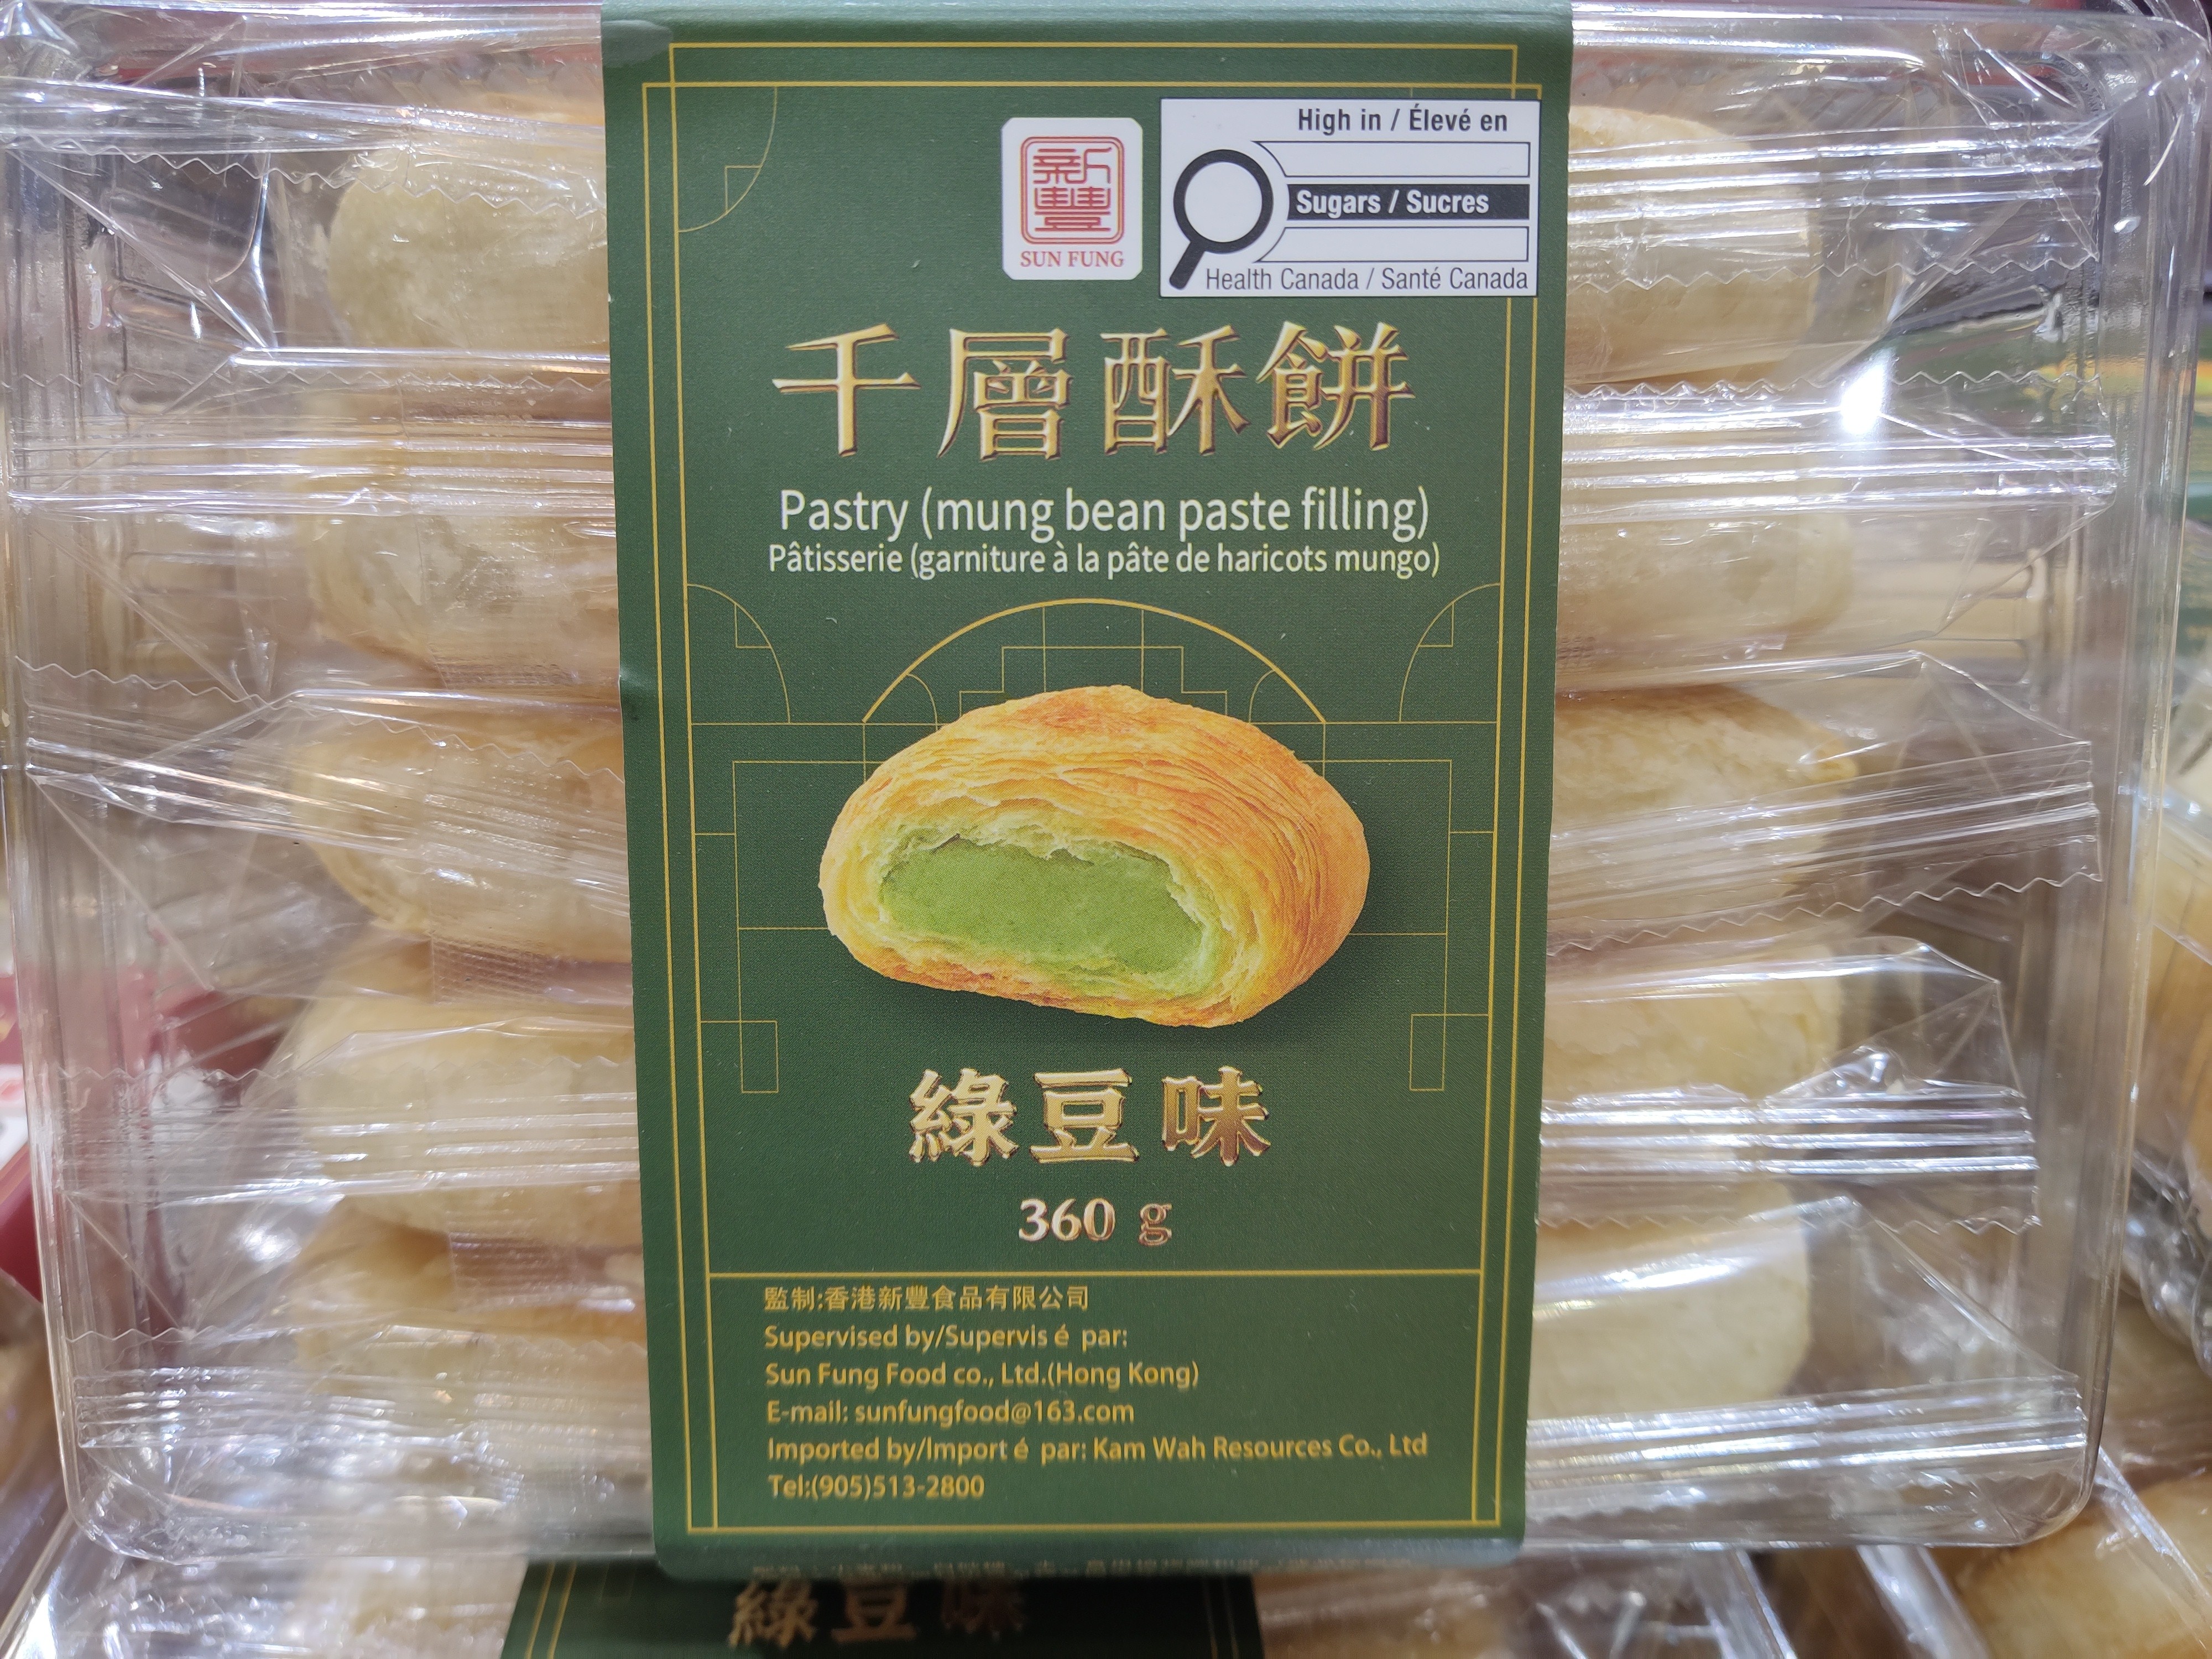 High in / Élevé en
新豐
SUN FUNG
Sugars / Sucres
Health Canada / Santé Canada
千層酥餅
Pastry (mung bean paste filling)
Pâtisserie (garniture à la pâte de haricots mungo)
綠豆味
360 g
監制:香港新豐食品有限公司
Supervised by/Supervis é par:
Sun Fung Food co., Ltd.(Hong Kong)
E-mail: sunfungfood@163.com
Imported by/Import é par: Kam Wah Resources Co., Ltd
Tel:(905)513-2800
綠豆味